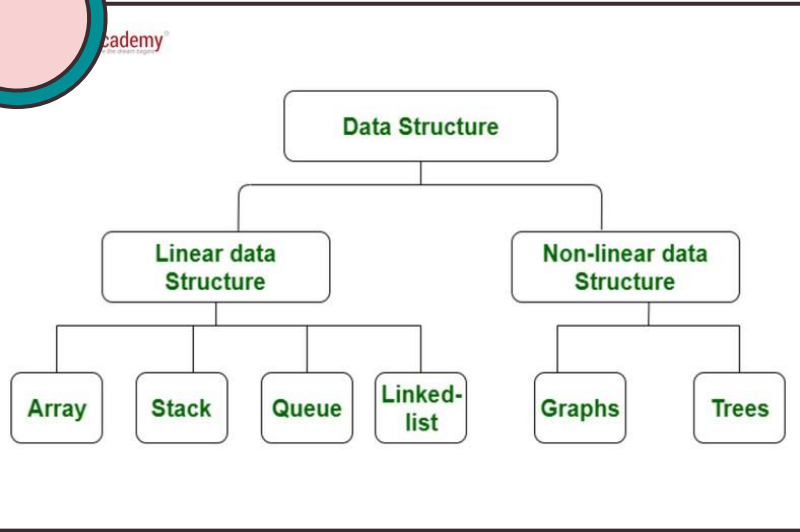 cademy
Data Structure
Linear data
Structure
Non-linear data
Structure
Array
Stack
Queue
Linked-
list
Graphs
Trees